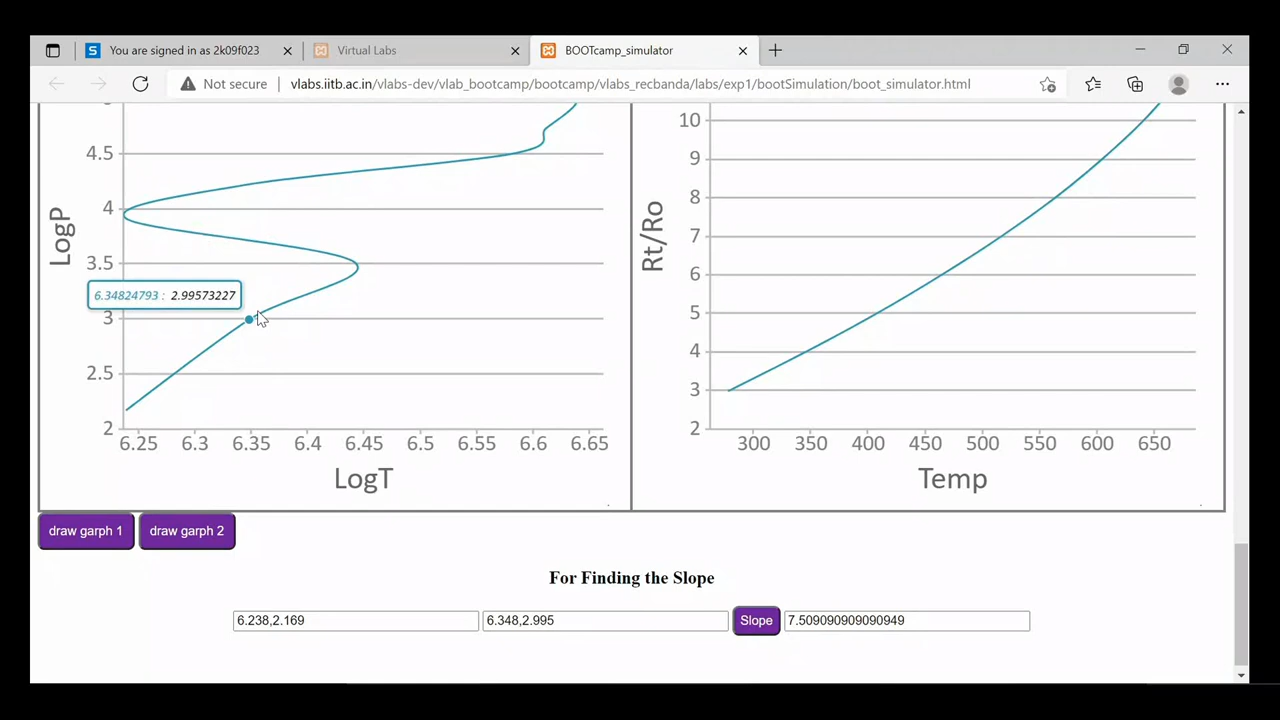 You are signed in as 2k09f023
Virtual Labs
BOOTcamp_simulator
Not secure
vlabs.iitb.ac.in/vlabs-dev/vlab_bootcamp/bootcamp/vlabs_recbanda/labs/exp1/bootSimulation/boot_simulator.html
LogP
4.5
4
3.5
3
2.5
2
6.34824793 : 2.99573227
6.25 6.3 6.35 6.4 6.45 6.5 6.55 6.6 6.65
LogT
Rt/Ro
10
9
8
7
6
5
4
3
2
300 350 400 450 500 550 600 650
Temp
draw garph 1
draw garph 2
For Finding the Slope
6.238,2.169
6.348,2.995
Slope
7.509090909090949